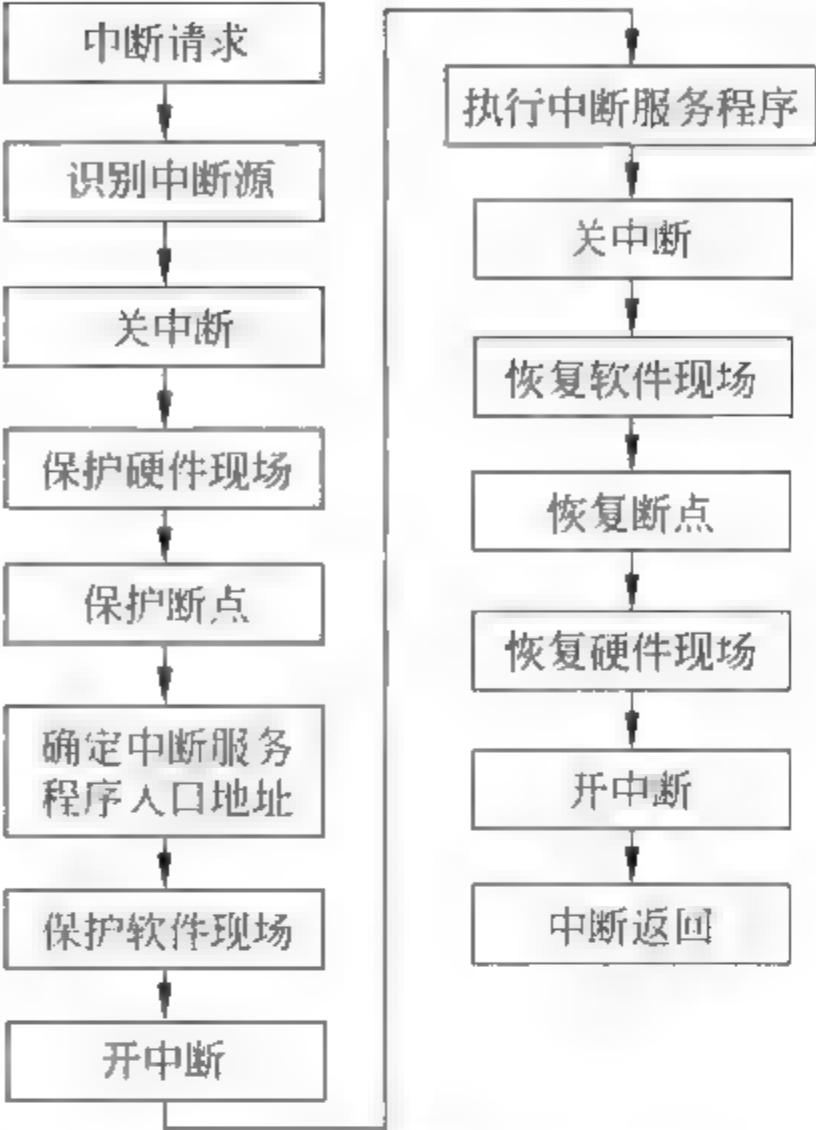 中断请求
识别中断源
关中断
保护硬件现场
保护断点
确定中断服务
程序入口地址
保护软件现场
开中断
执行中断服务程序
关中断
恢复软件现场
恢复断点
恢复硬件现场
开中断
中断返回